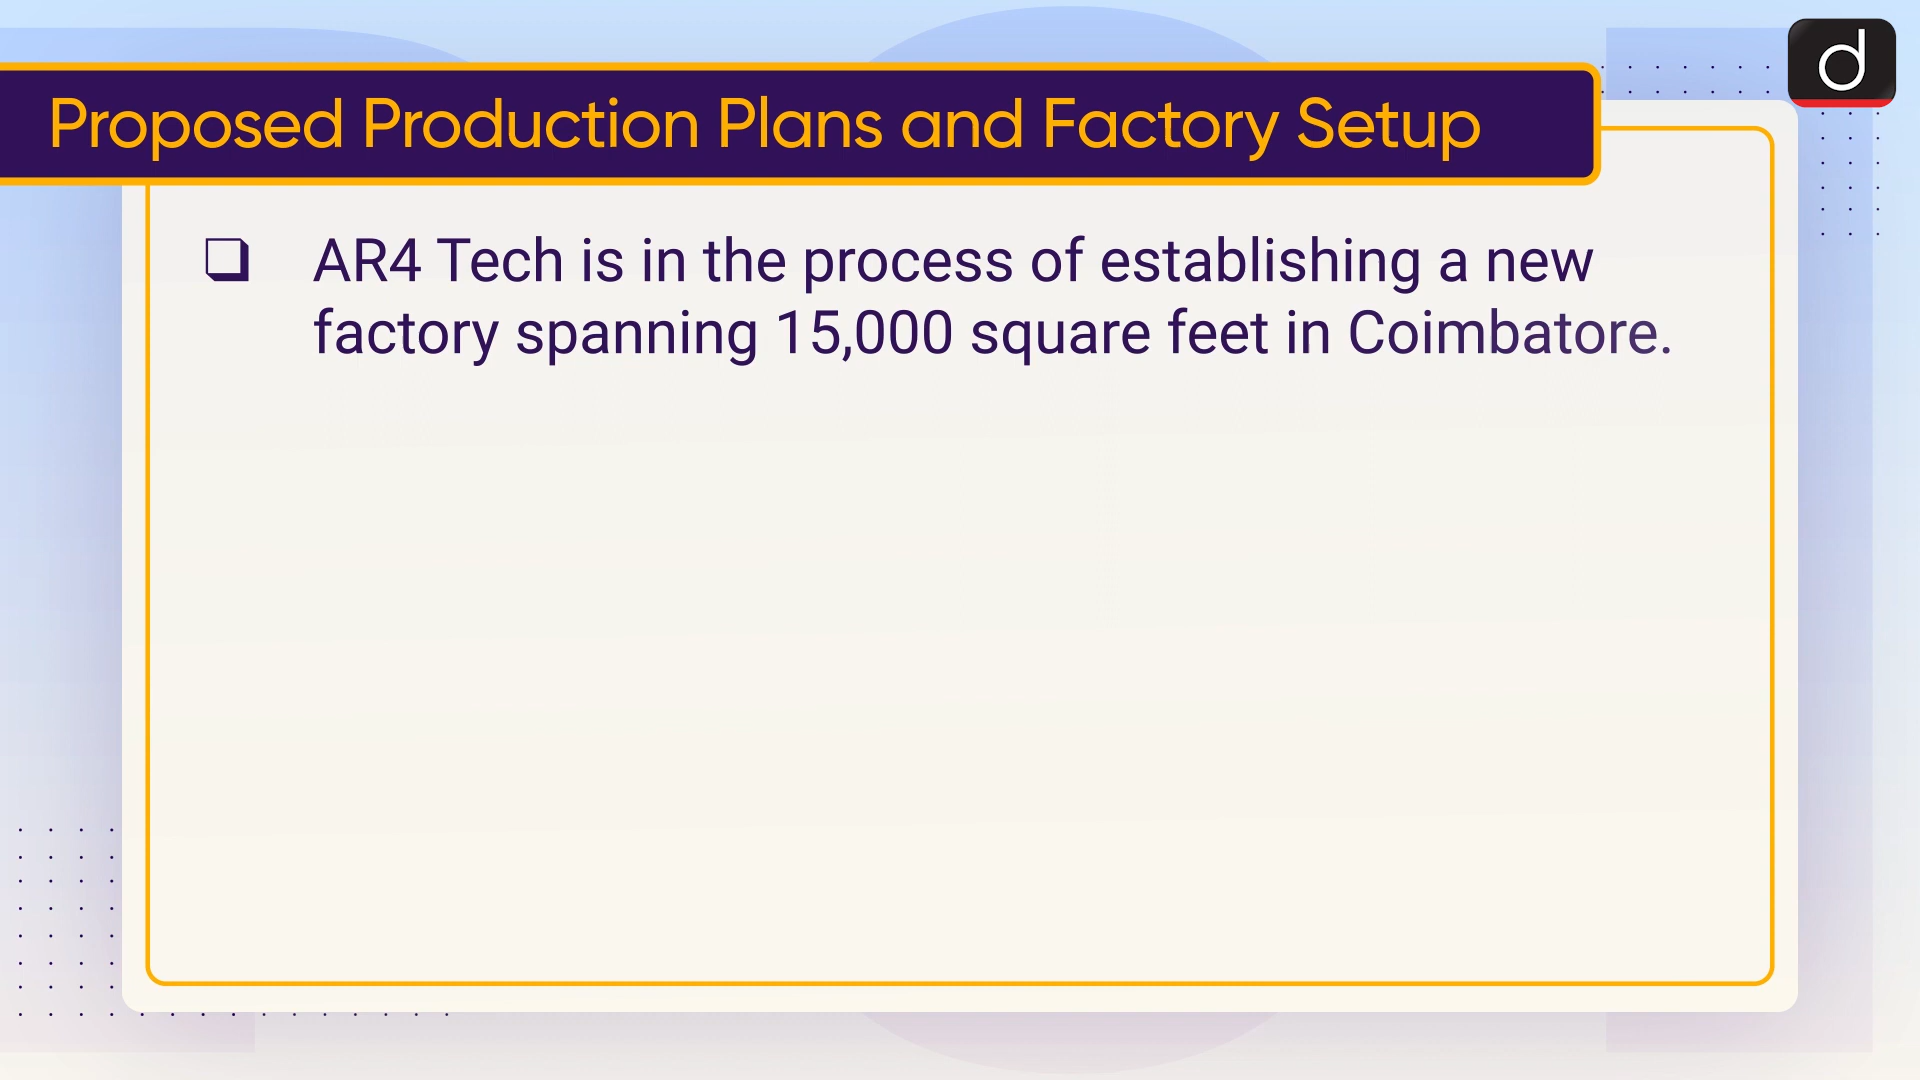 Proposed Production Plans and Factory Setup
d
❑ AR4 Tech is in the process of establishing a new
factory spanning 15,000 square feet in Coimbatore.